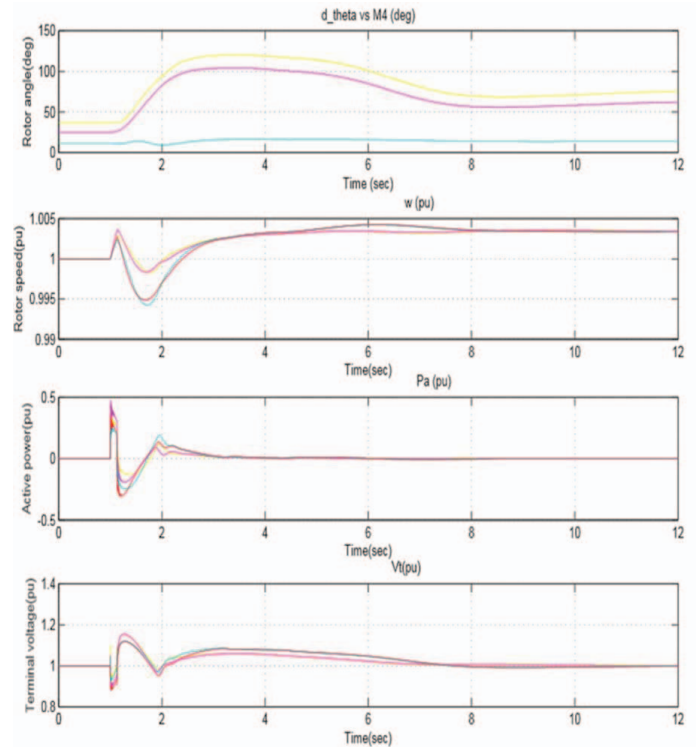 d_theta vs M4 (deg)
Rotor angle(deg)
150
100
50
0
0 2 4 6 8 10 12
Time (sec)
w (pu)
Rotor speed(pu)
1.005
1
0.995
0.99
0 2 4 6 8 10 12
Time(sec)
Pa (pu)
Active power(pu)
0.5
0
-0.5
0 2 4 6 8 10 12
Time(sec)
Vt(pu)
Terminal voltage(pu)
1.4
1.2
1
0.8
0 2 4 6 8 10 12
Time(sec)